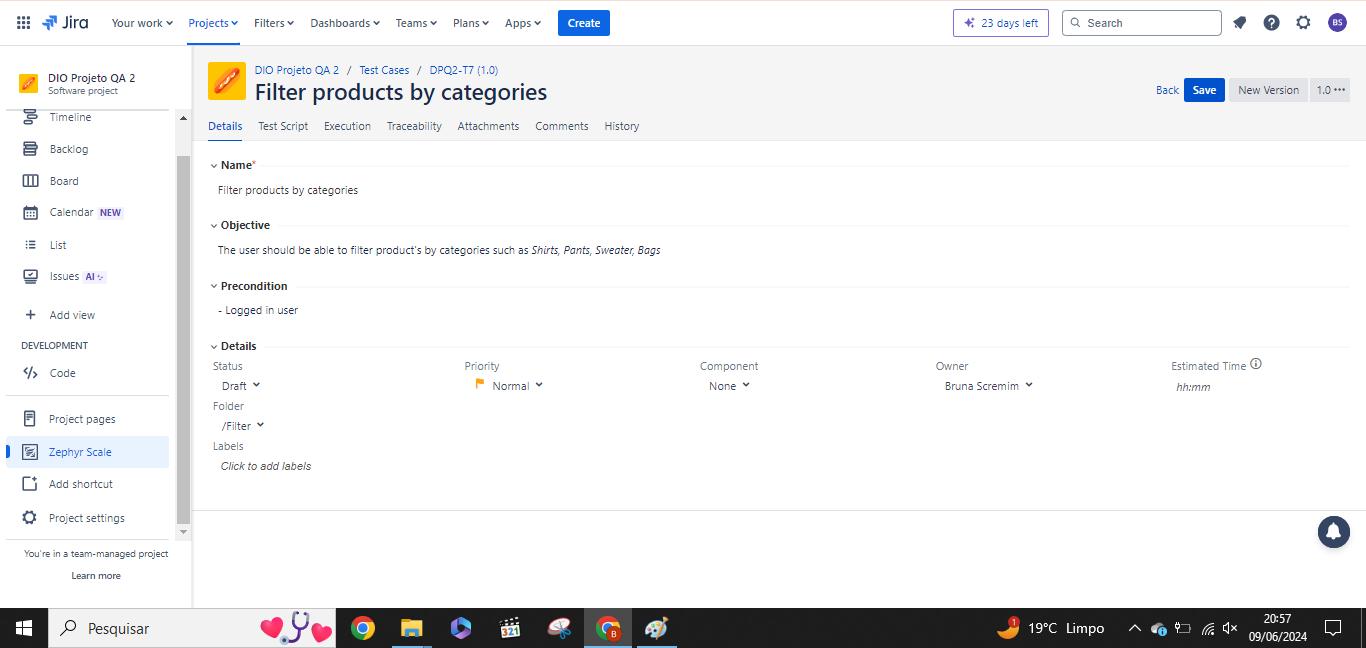 Jira
Your work
Projects
Filters
Dashboards
Teams
Plans
Apps
Create
23 days left
Search
BS
DIO Projeto QA 2
Software project
Timeline
Backlog
Board
Calendar NEW
List
Issues AI
Add view
DEVELOPMENT
Code
Project pages
Zephyr Scale
Add shortcut
Project settings
You're in a team-managed project
Learn more
DIO Projeto QA 2 / Test Cases / DPQ2-T7 (1.0)
Filter products by categories
Back
Save
New Version
1.0 •••
Details
Test Script
Execution
Traceability
Attachments
Comments
History
Name*
Filter products by categories
Objective
The user should be able to filter product's by categories such as Shirts, Pants, Sweater, Bags
Precondition
- Logged in user
Details
Status
Draft
Priority
Normal
Component
None
Owner
Bruna Scremim
Estimated Time
hh:mm
Folder
/Filter
Labels
Click to add labels
Pesquisar
321
B
1
19°C Limpo
20:57
09/06/2024